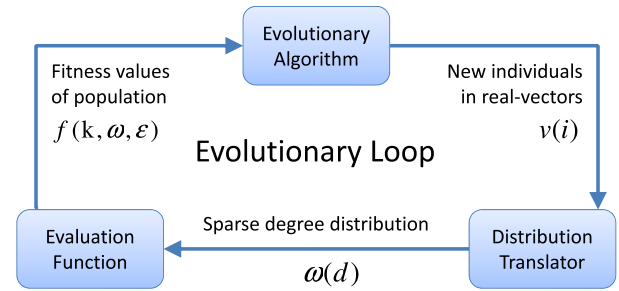 Evolutionary
Algorithm
Fitness values
of population
f(k, ω, ε)
New individuals
in real-vectors
v(i)
Evolutionary Loop
Evaluation
Function
Sparse degree distribution
ω(d)
Distribution
Translator